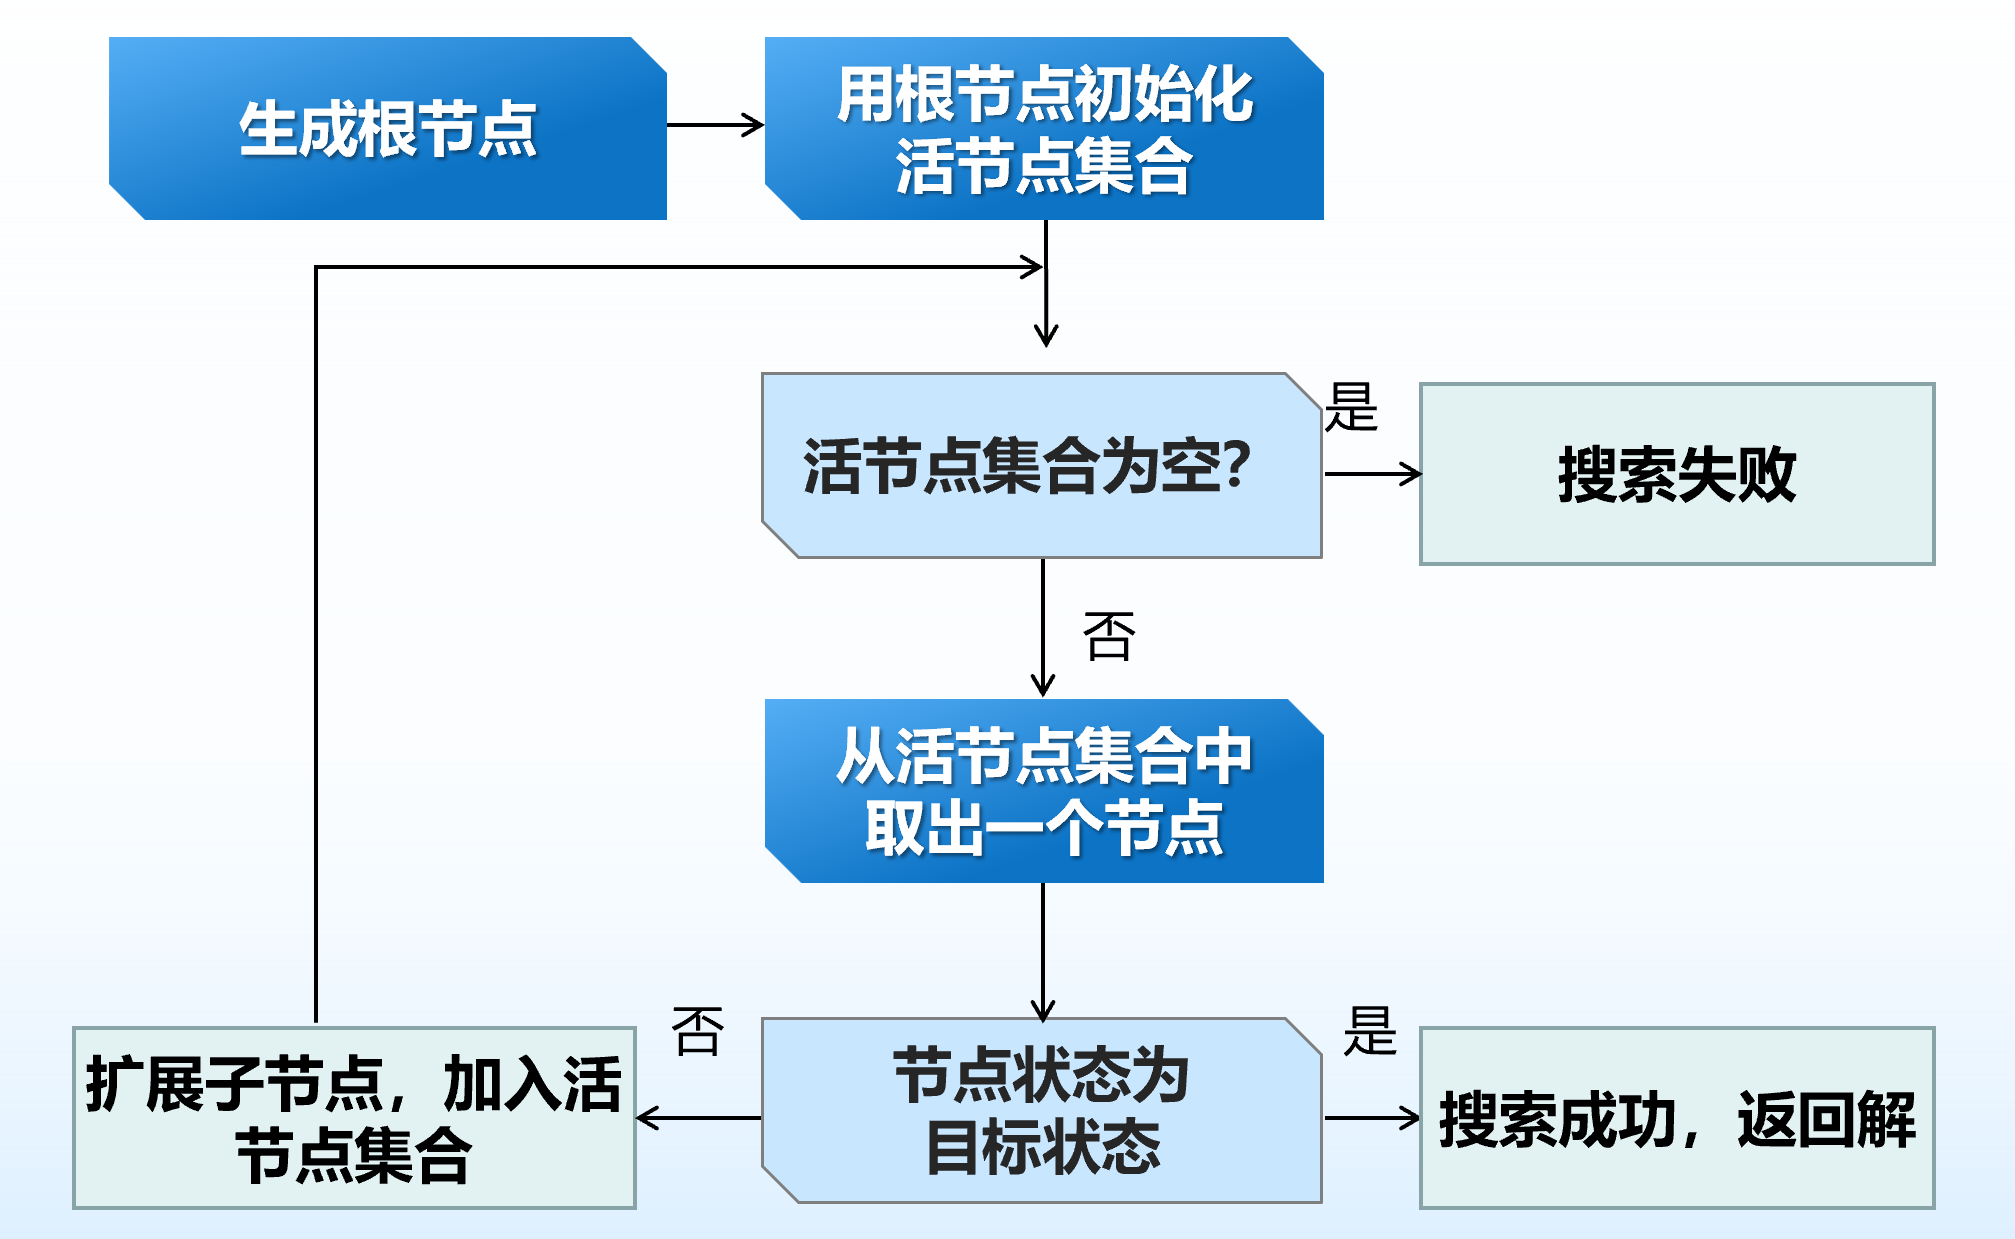 生成根节点
用根节点初始化
活节点集合
活节点集合为空?
是
搜索失败
否
从活节点集合中
取出一个节点
否
节点状态为
目标状态
是
扩展子节点，加入活
节点集合
搜索成功，返回解